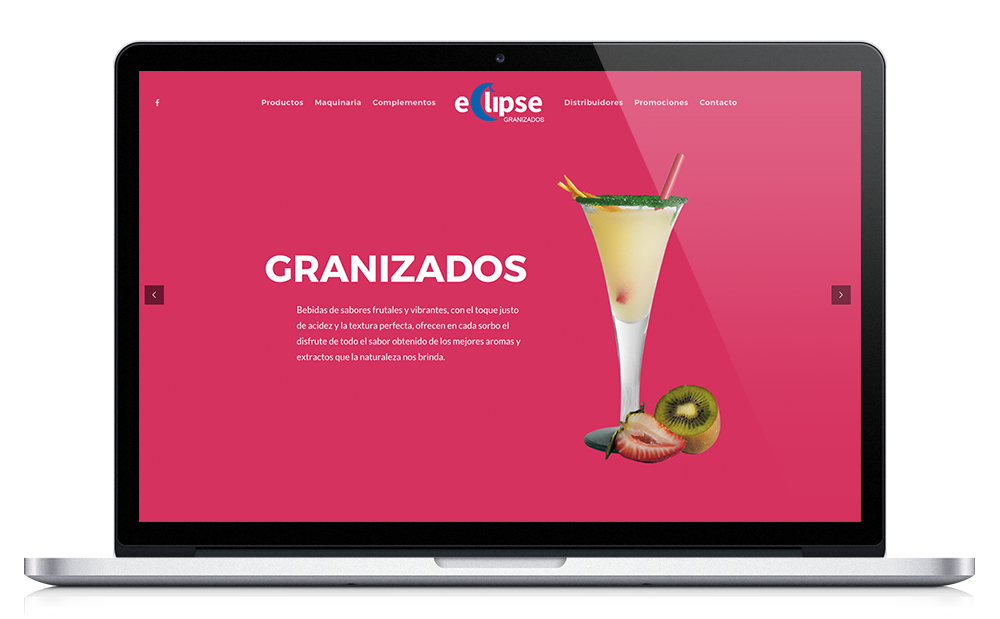 Productos Maquinaria Complementos eClipse Distribuidores Promociones Contacto
GRANIZADOS
GRANIZADOS
Bebidas de sabores frutales y vibrantes, con el toque justo
de acidez y la textura perfecta, ofrecen en cada sorbo el
disfrute de todo el sabor obtenido de los mejores aromas y
extractos que la naturaleza nos brinda.